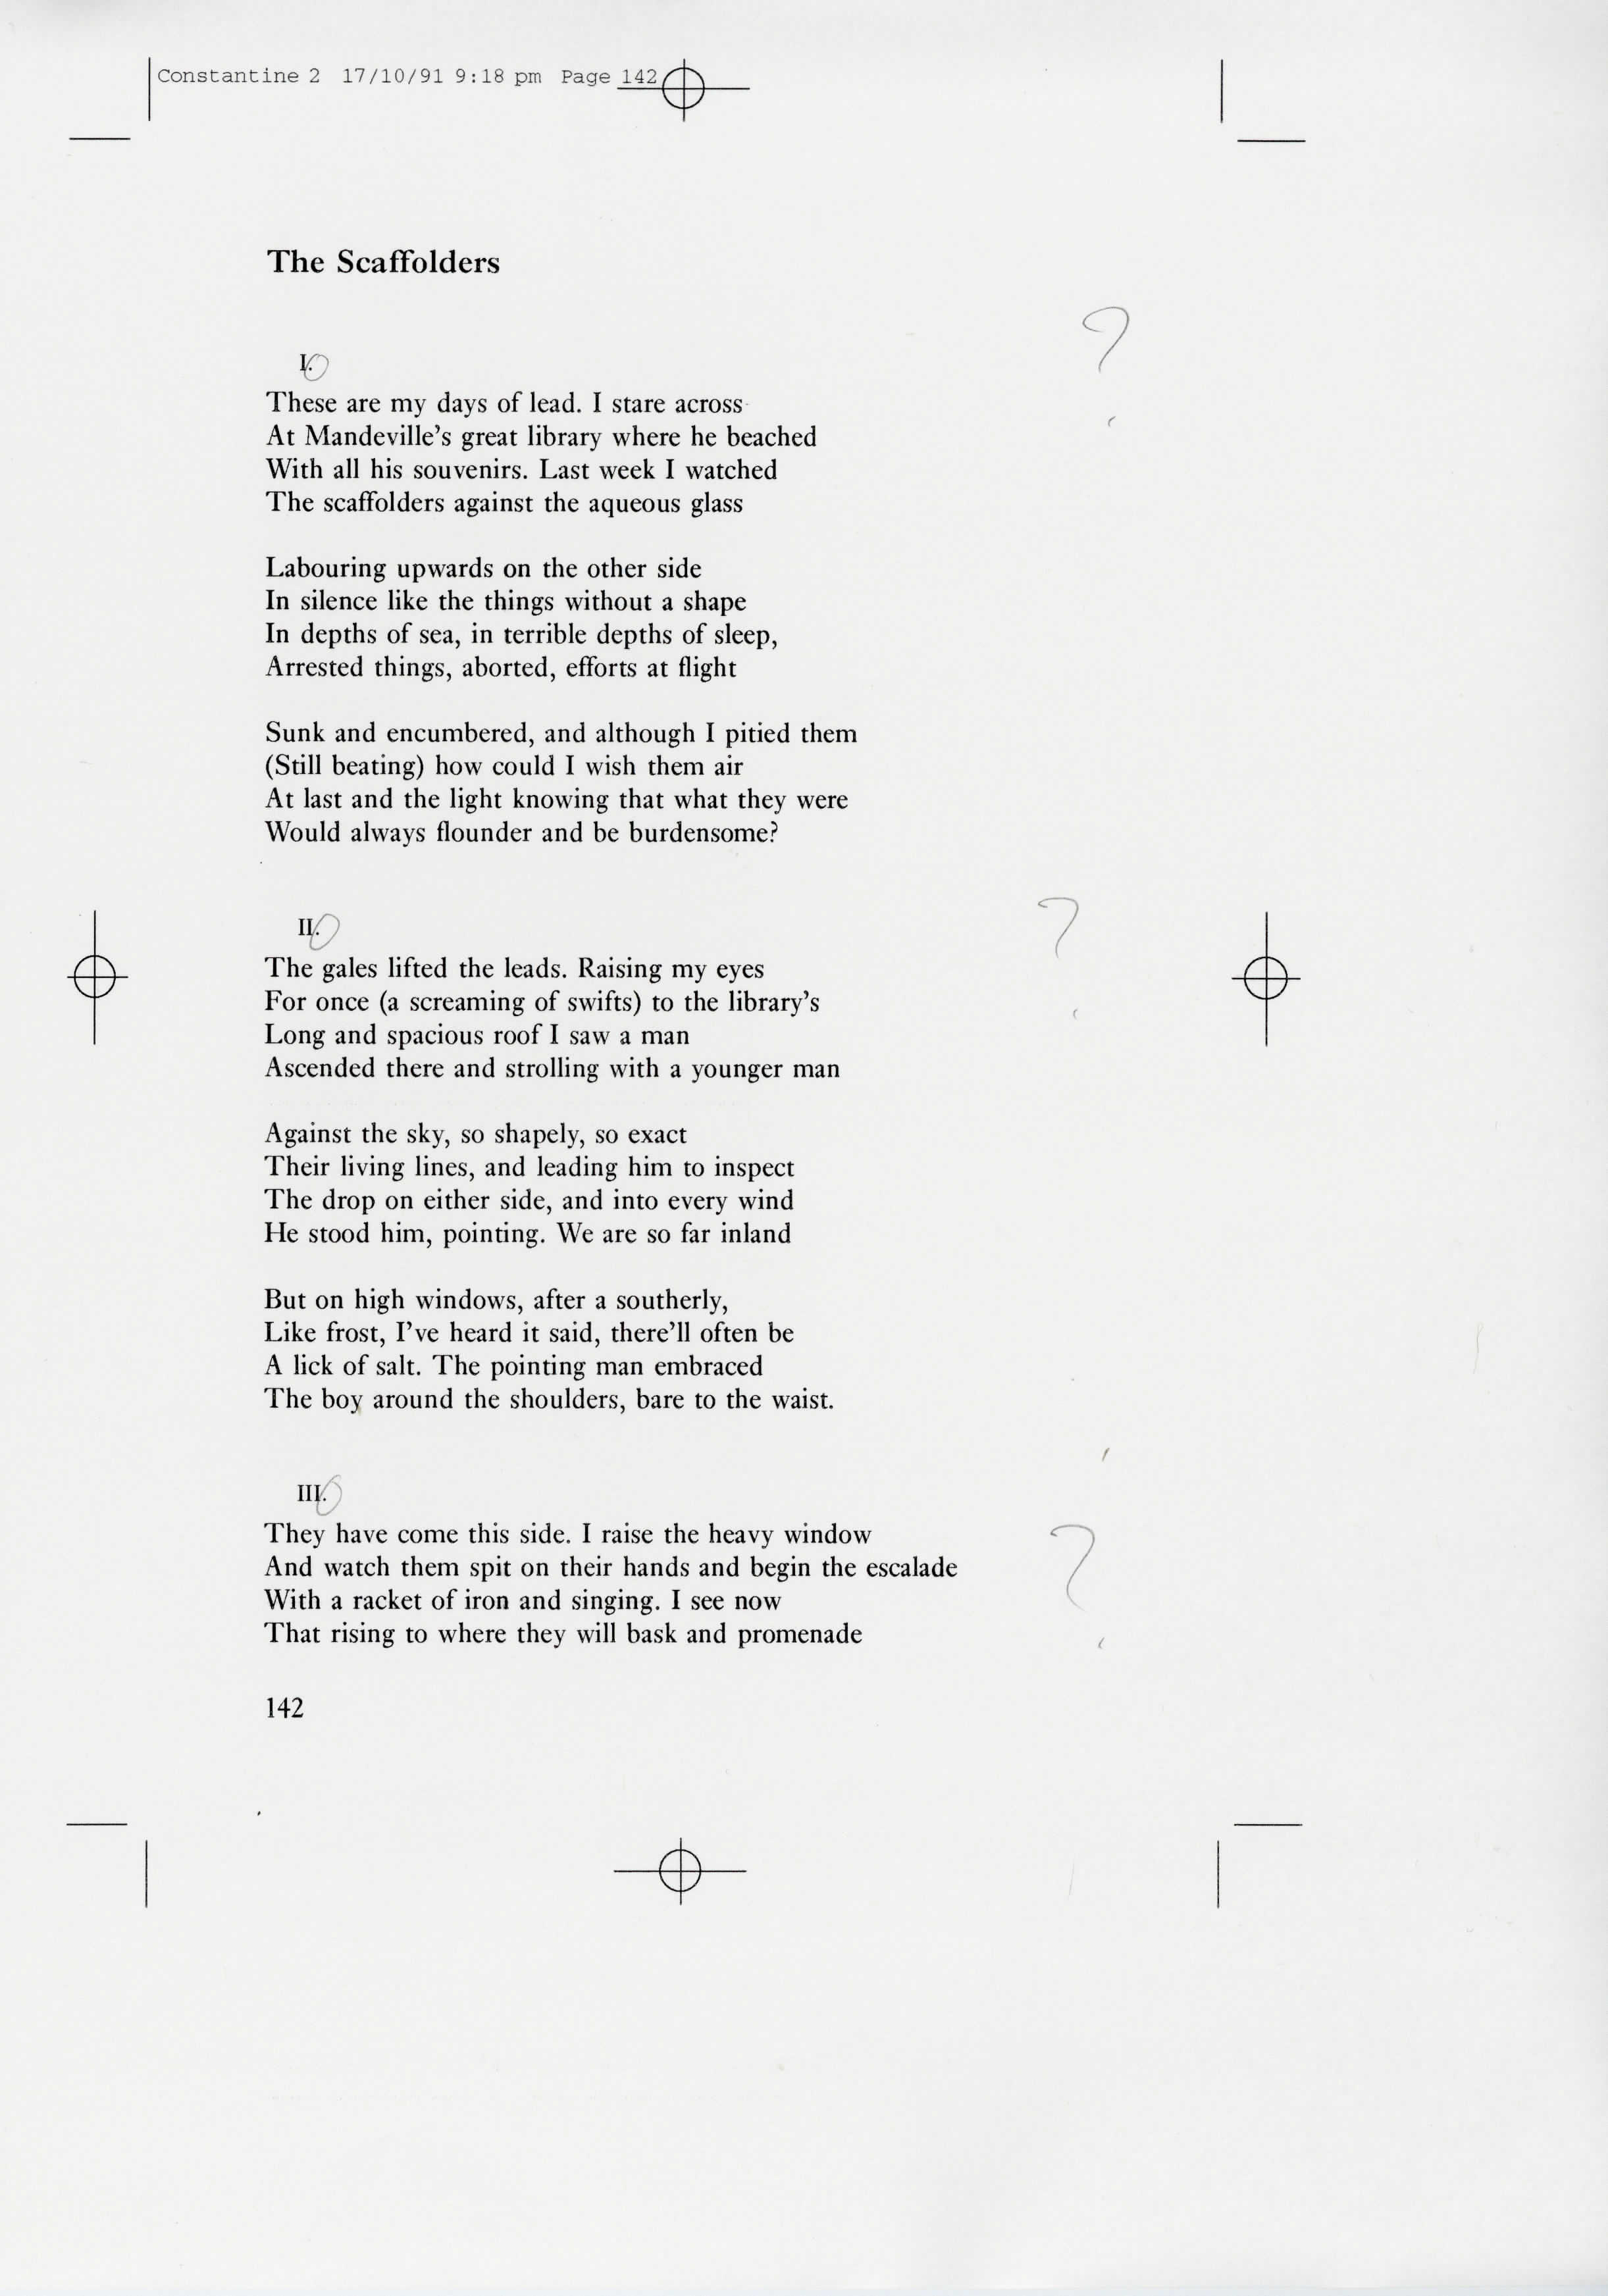 Constantine 2 17/10/91 9:18 pm Page 142
The Scaffolders
?
I.
These are my days of lead. I stare across
At Mandeville's great library where he beached
With all his souvenirs. Last week I watched
The scaffolders against the aqueous glass
Labouring upwards on the other side
In silence like the things without a shape
In depths of sea, in terrible depths of sleep,
Arrested things, aborted, efforts at flight
Sunk and encumbered, and although I pitied them
(Still beating) how could I wish them air
At last and the light knowing that what they were
Would always flounder and be burdensome?
?
II.
The gales lifted the leads. Raising my eyes
For once (a screaming of swifts) to the library's
Long and spacious roof I saw a man
Ascended there and strolling with a younger man
Against the sky, so shapely, so exact
Their living lines, and leading him to inspect
The drop on either side, and into every wind
He stood him, pointing. We are so far inland
But on high windows, after a southerly,
Like frost, I've heard it said, there'll often be
A lick of salt. The pointing man embraced
The boy around the shoulders, bare to the waist.
III.
?
They have come this side. I raise the heavy window
And watch them spit on their hands and begin the escalade
With a racket of iron and singing. I see now
That rising to where they will bask and promenade
142